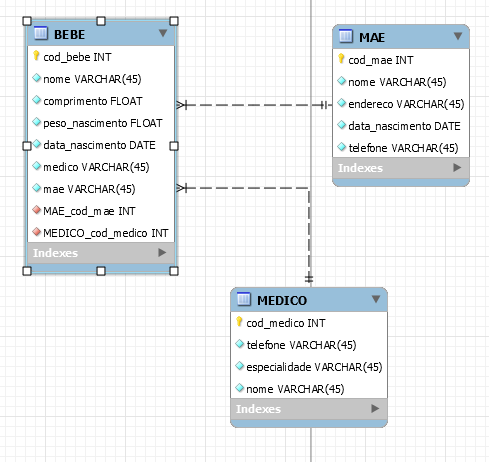 BEBE
cod_bebe INT
nome VARCHAR(45)
comprimento FLOAT
peso_nascimento FLOAT
data_nascimento DATE
medico VARCHAR(45)
mae VARCHAR(45)
MAE_cod_mae INT
MEDICO_cod_medico INT
Indexes
MAE
cod_mae INT
nome VARCHAR(45)
endereco VARCHAR(45)
data_nascimento DATE
telefone VARCHAR(45)
Indexes
MEDICO
cod_medico INT
telefone VARCHAR(45)
especialidade VARCHAR(45)
nome VARCHAR(45)
Indexes